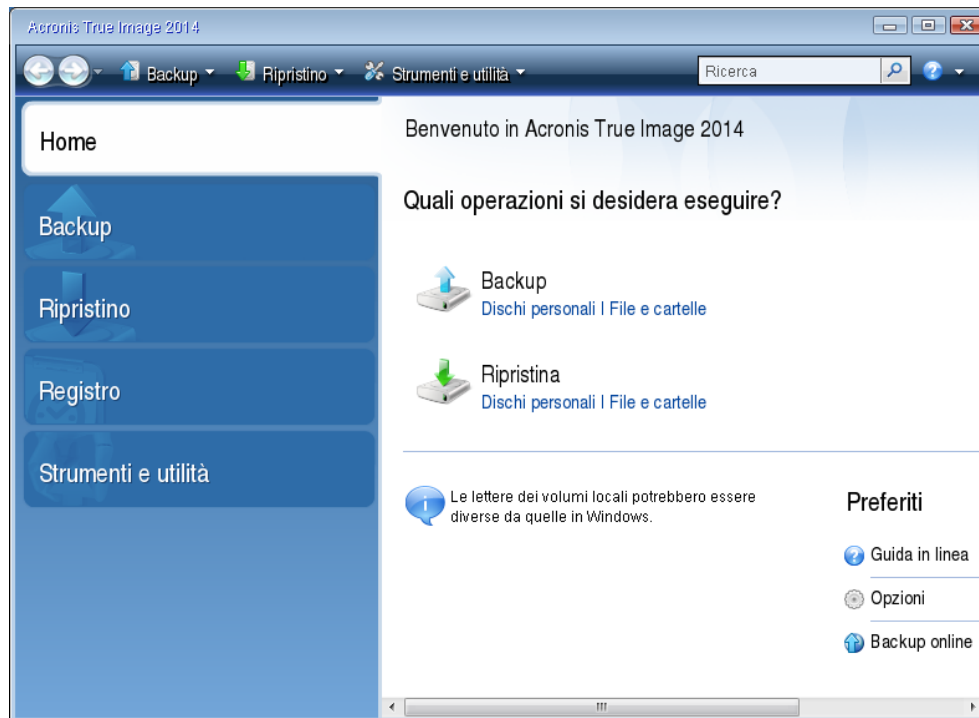 Acronis True Image 2014
Backup Ripristino Strumenti e utilità Ricerca
Home
Backup
Ripristino
Registro
Strumenti e utilità
Benvenuto in Acronis True Image 2014
Quali operazioni si desidera eseguire?
Backup
Dischi personali | File e cartelle
Ripristina
Dischi personali | File e cartelle
Le lettere dei volumi locali potrebbero essere
diverse da quelle in Windows.
Preferiti
Guida in linea
Opzioni
Backup online